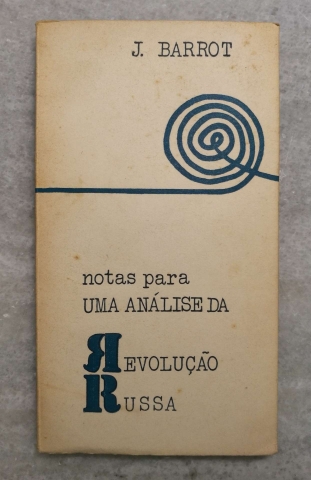 J. BARROT
notas para
UMA ANÁLISE DA
REVOLUÇÃO
RUSSA